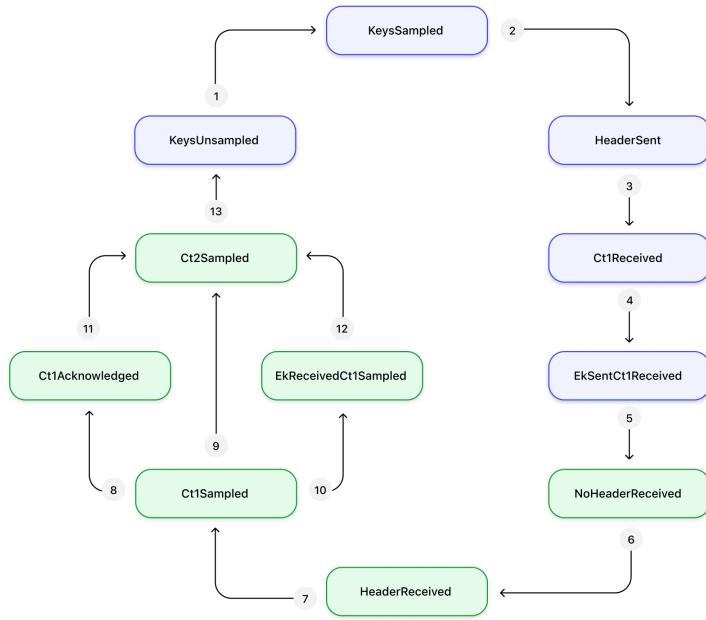 KeysSampled
2
1
KeysUnsampled
HeaderSent
3
13
Ct2Sampled
Ct1Received
4
11
12
Ct1Acknowledged
EkReceivedCt1Sampled
EkSentCt1Received
5
9
8
Ct1Sampled
10
NoHeaderReceived
6
7
HeaderReceived